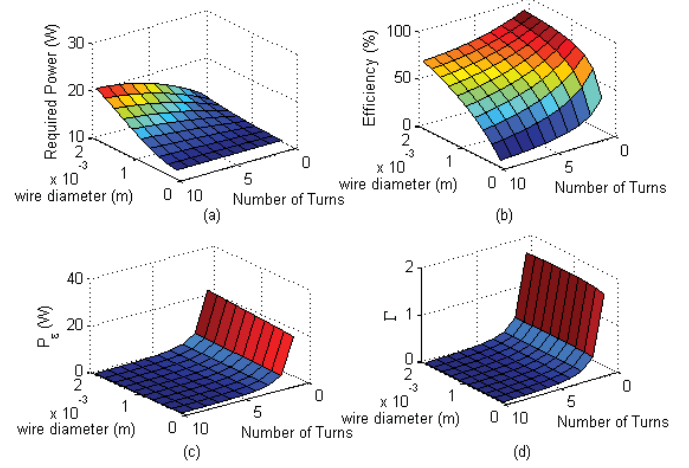 30
20
10
Required Power (W)
2
1
0
x 10
-3
wire diameter (m)
10
5
0
Number of Turns
(a)
100
50
0
Efficiency (%)
2
1
0
x 10
-3
wire diameter (m)
10
5
0
Number of Turns
(b)
40
20
0
P ε (W)
2
1
0
x 10
-3
wire diameter (m)
10
5
0
Number of Turns
(c)
2
1
0
Γ
2
1
0
x 10
-3
wire diameter (m)
10
5
0
Number of Turns
(d)